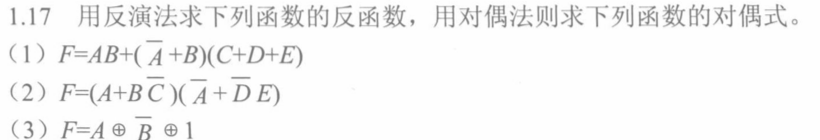 1.17 用反演法求下列函数的反函数，用对偶法则求下列函数的对偶式。
（1）F=AB+(A̅+B)(C+D+E)
（2）F=(A+BC̅)(A̅+D̅E)
（3）F=A⊕B̅⊕1